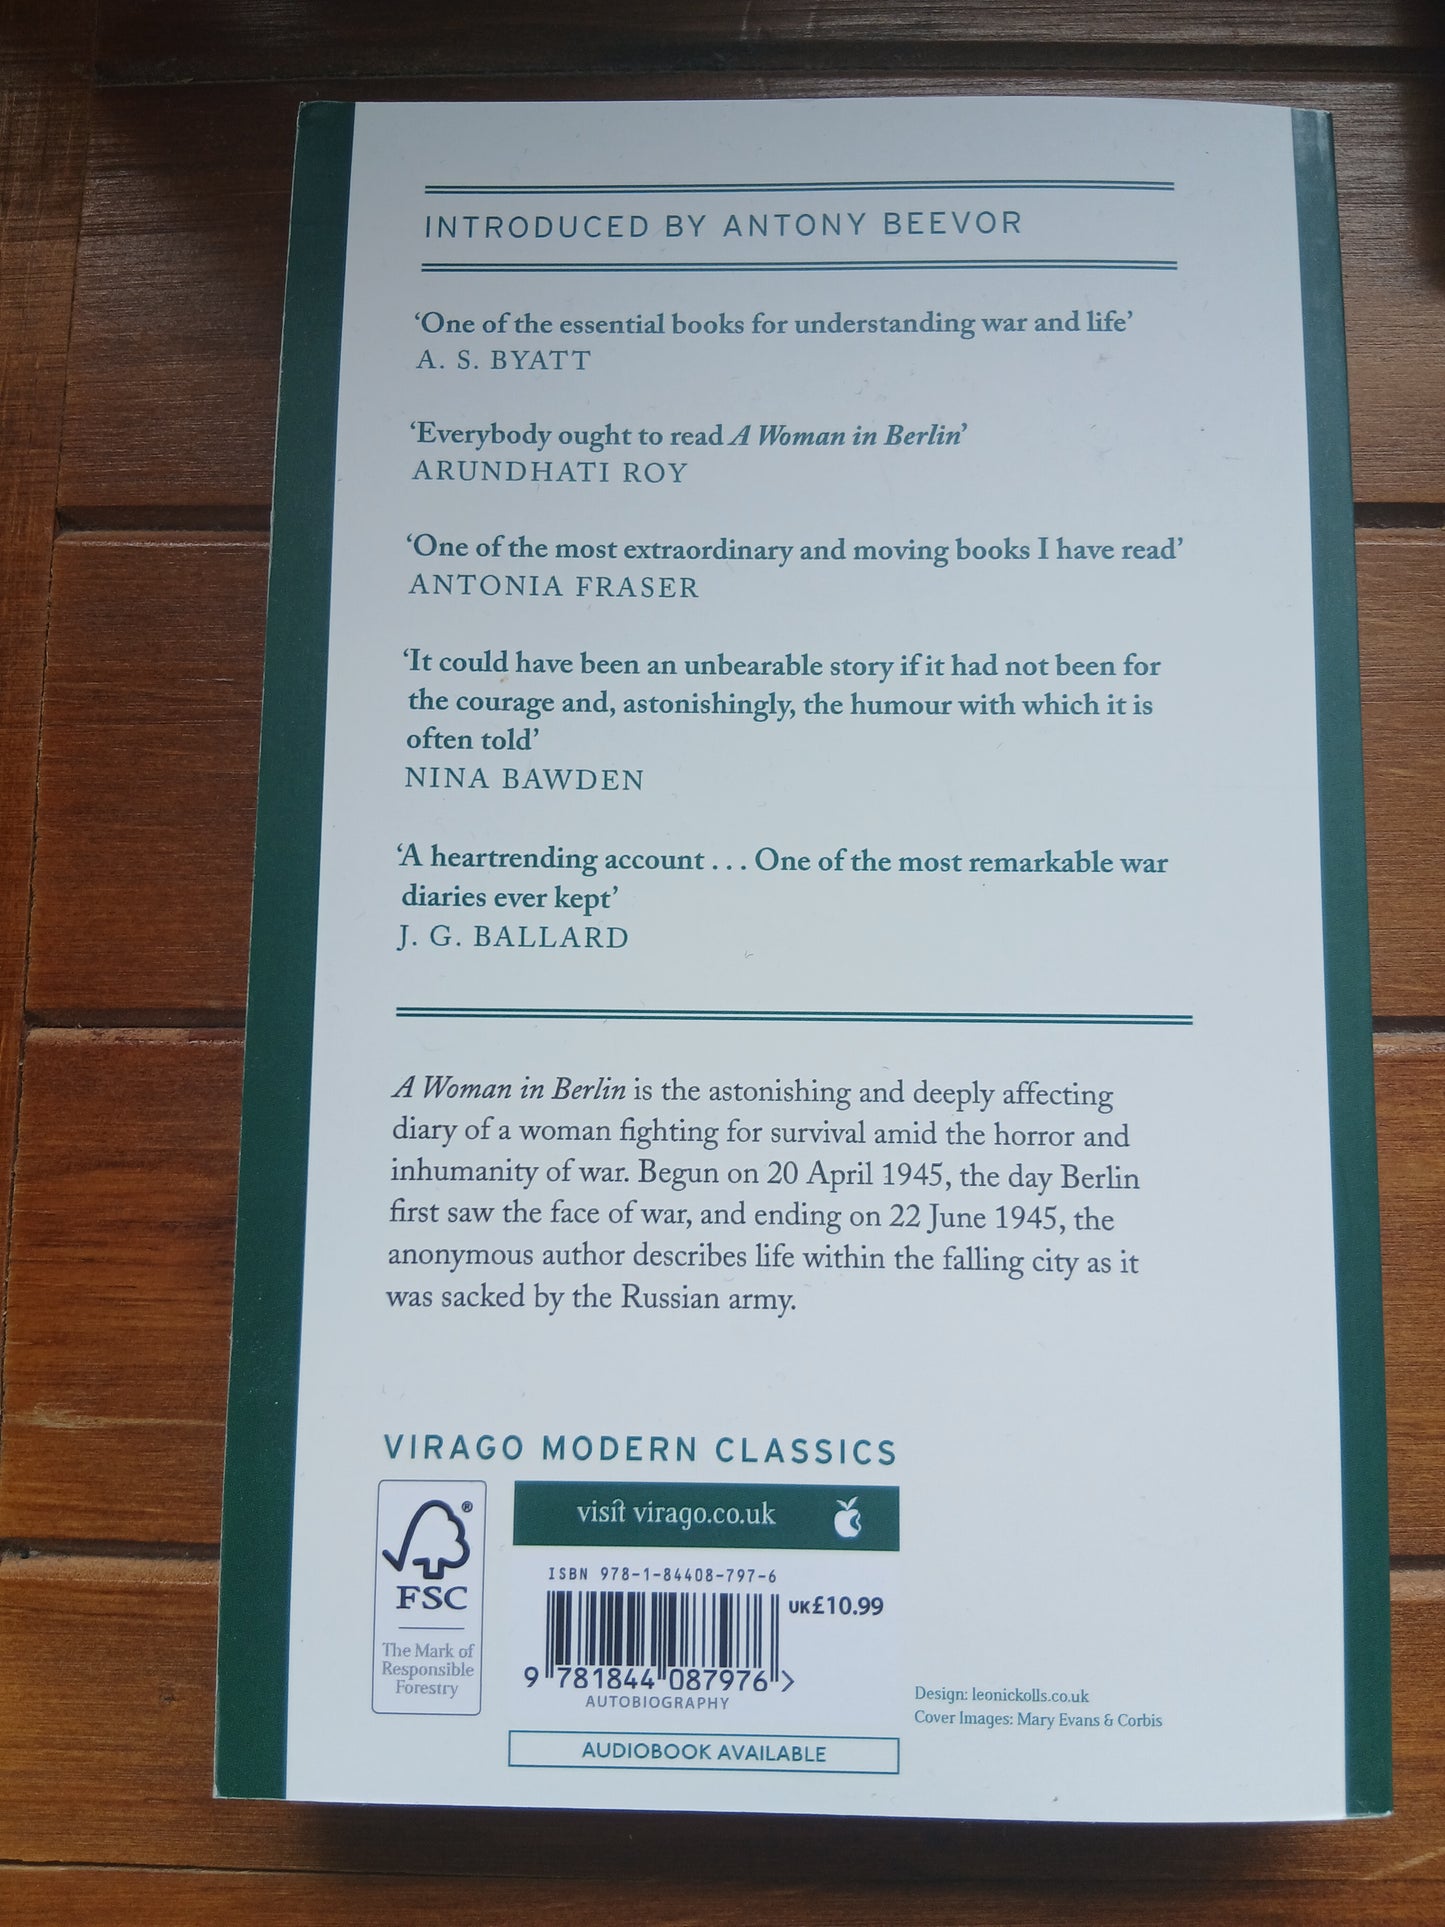 INTRODUCED BY ANTONY BEEVOR
‘One of the essential books for understanding war and life’
A. S. BYATT
‘Everybody ought to read A Woman in Berlin’
ARUNDHATI ROY
‘One of the most extraordinary and moving books I have read’
ANTONIA FRASER
‘It could have been an unbearable story if it had not been for
the courage and, astonishingly, the humour with which it is
often told’
NINA BAWDEN
‘A heartrending account . . . One of the most remarkable war
diaries ever kept’
J. G. BALLARD
A Woman in Berlin is the astonishing and deeply affecting
diary of a woman fighting for survival amid the horror and
inhumanity of war. Begun on 20 April 1945, the day Berlin
first saw the face of war, and ending on 22 June 1945, the
anonymous author describes life within the falling city as it
was sacked by the Russian army.
VIRAGO MODERN CLASSICS
®
FSC
The Mark of
Responsible
Forestry
visit virago.co.uk
ISBN 978-1-84408-797-6
UK£10.99
9 781844 087976 >
AUTOBIOGRAPHY
AUDIOBOOK AVAILABLE
Design: leonickolls.co.uk
Cover Images: Mary Evans & Corbis